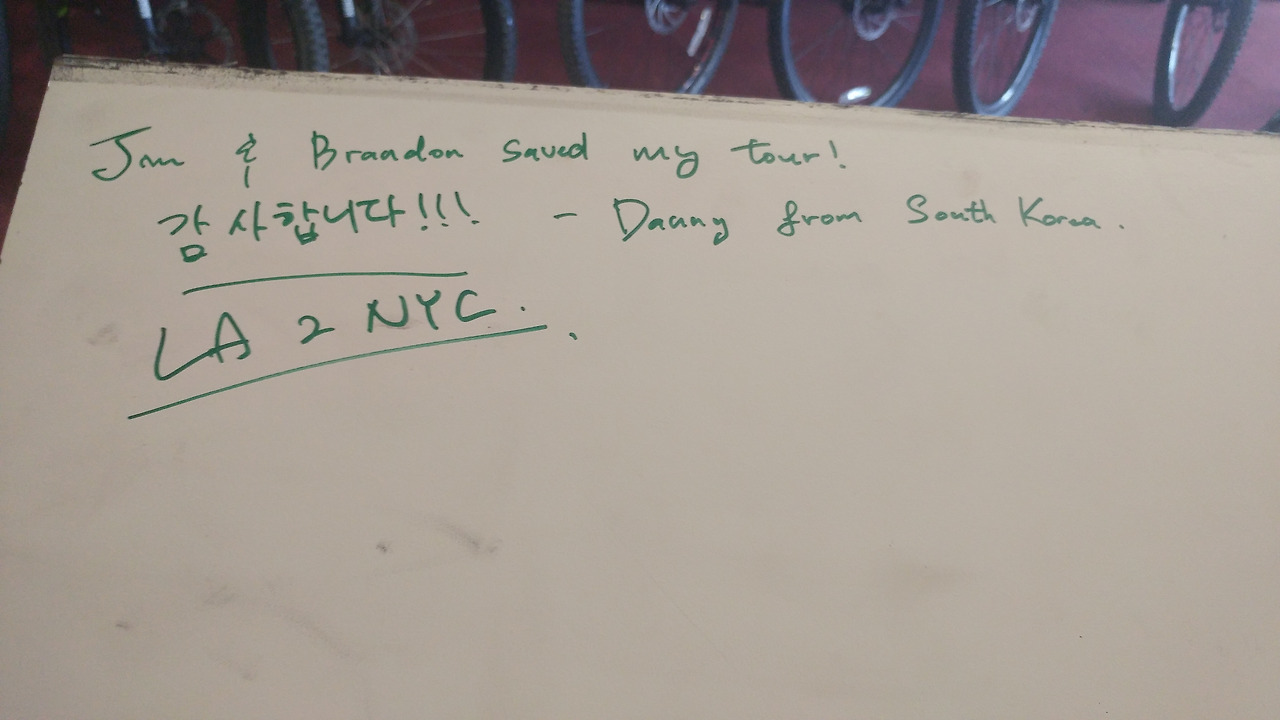 Jim & Brandon saved my tour!
감사합니다!!! - Danny from South Korea.
LA 2 NYC.